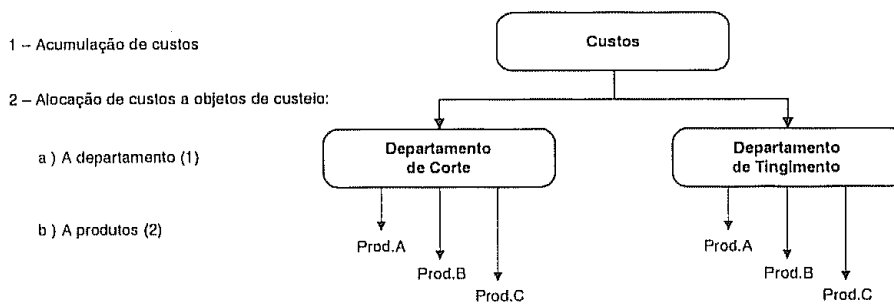 1 – Acumulação de custos
Custos
2 – Alocação de custos a objetos de custeio:
a ) A departamento (1)
Departamento
de Corte
Departamento
de Tingimento
b ) A produtos (2)
Prod.A
Prod.B
Prod.C
Prod.A
Prod.B
Prod.C